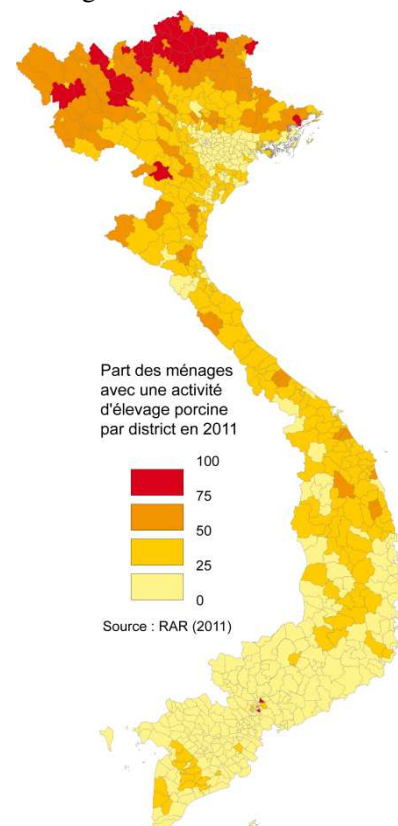 Part des ménages
avec une activité
d'élevage porcine
par district en 2011
100
75
50
25
0
Source : RAR (2011)